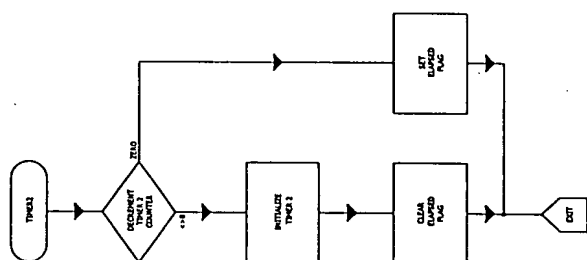 TIMER2
DECREMENT
TIMER 2
COUNTER
ZERO
<>0
INITIALIZE
TIMER 2
SET
ELAPSED
FLAG
CLEAR
ELAPSED
FLAG
EXIT